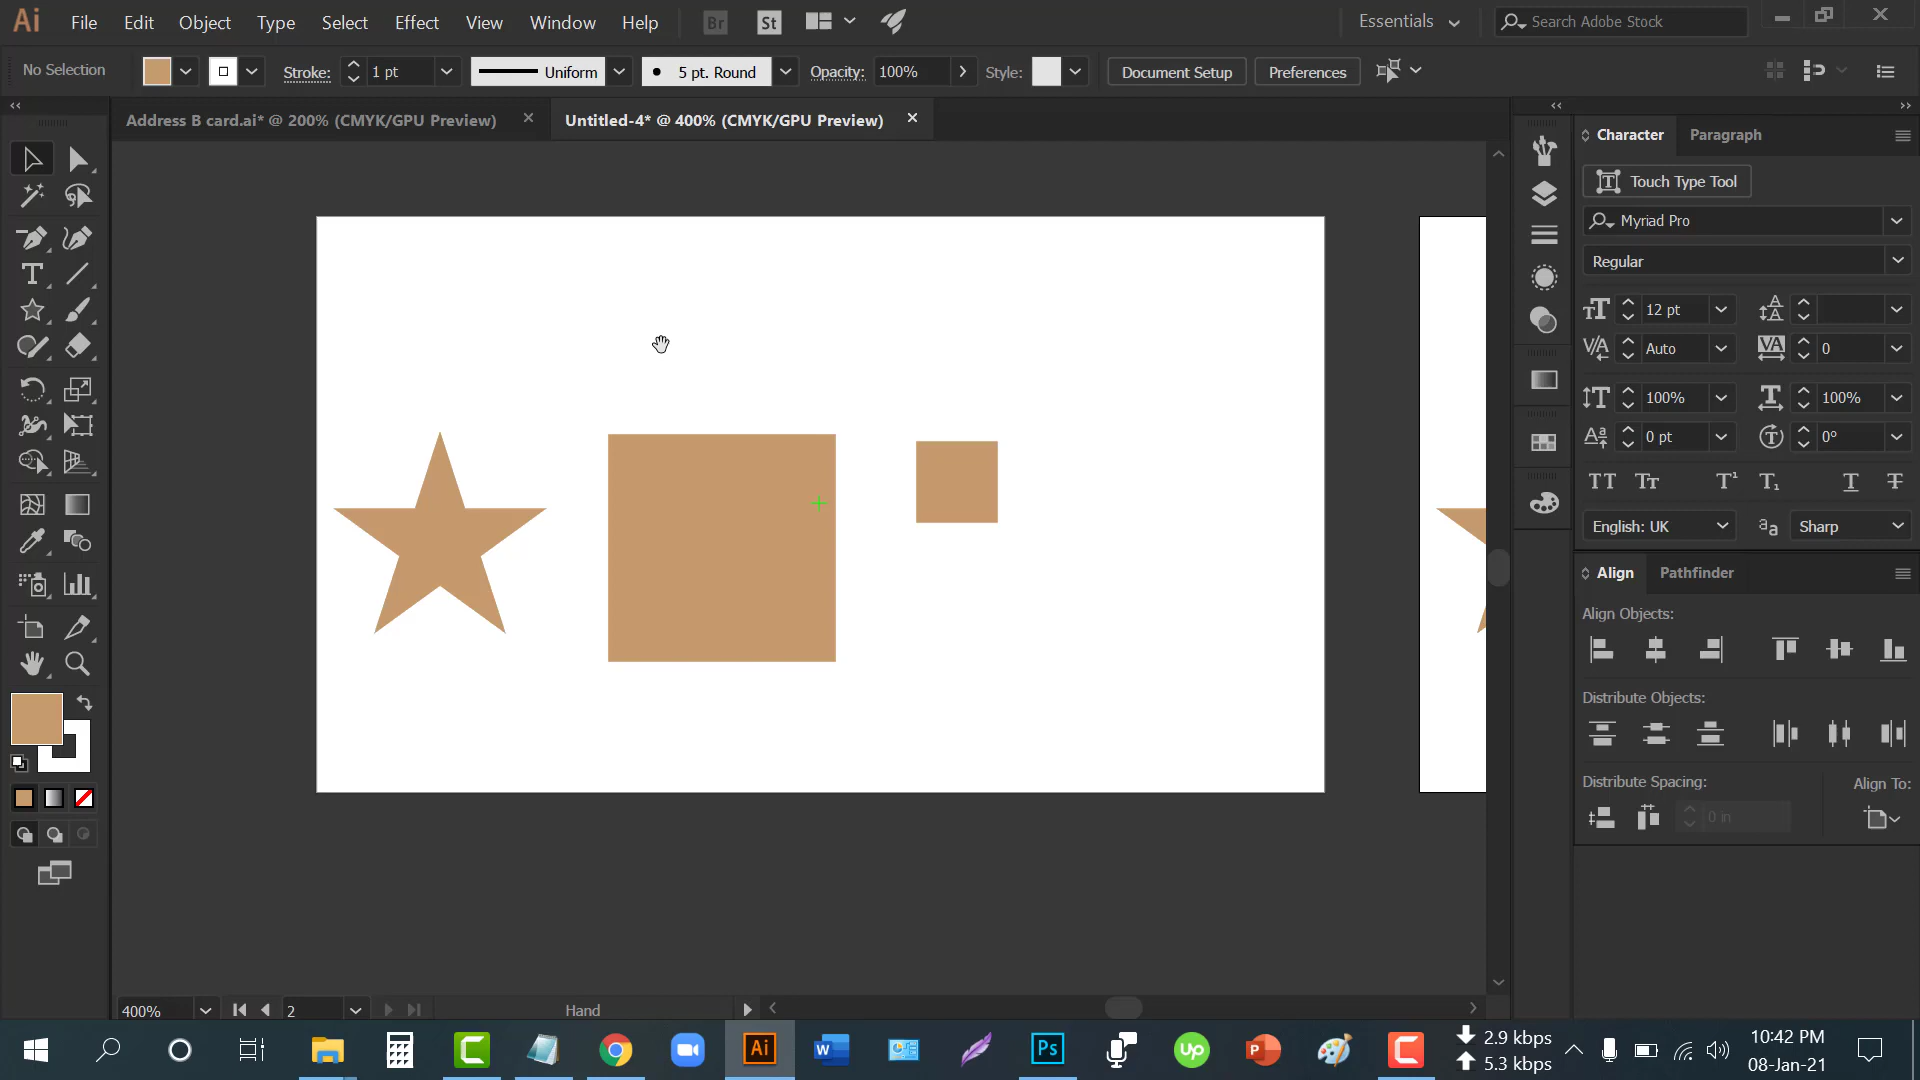 Ai File Edit Object Type Select Effect View Window Help Br St Essentials Search Adobe Stock
No Selection Stroke: 1 pt Uniform 5 pt. Round Opacity: 100% Style: Document Setup Preferences
Address B card.ai* @ 200% (CMYK/GPU Preview) Untitled-4* @ 400% (CMYK/GPU Preview)
Character Paragraph
Touch Type Tool
Myriad Pro
Regular
12 pt
Auto 0
100% 100%
0 pt 0°
English: UK Sharp
Align Pathfinder
Align Objects:
Distribute Objects:
Distribute Spacing: Align To:
0 in
400% 2 Hand
2.9 kbps 10:42 PM
5.3 kbps 08-Jan-21